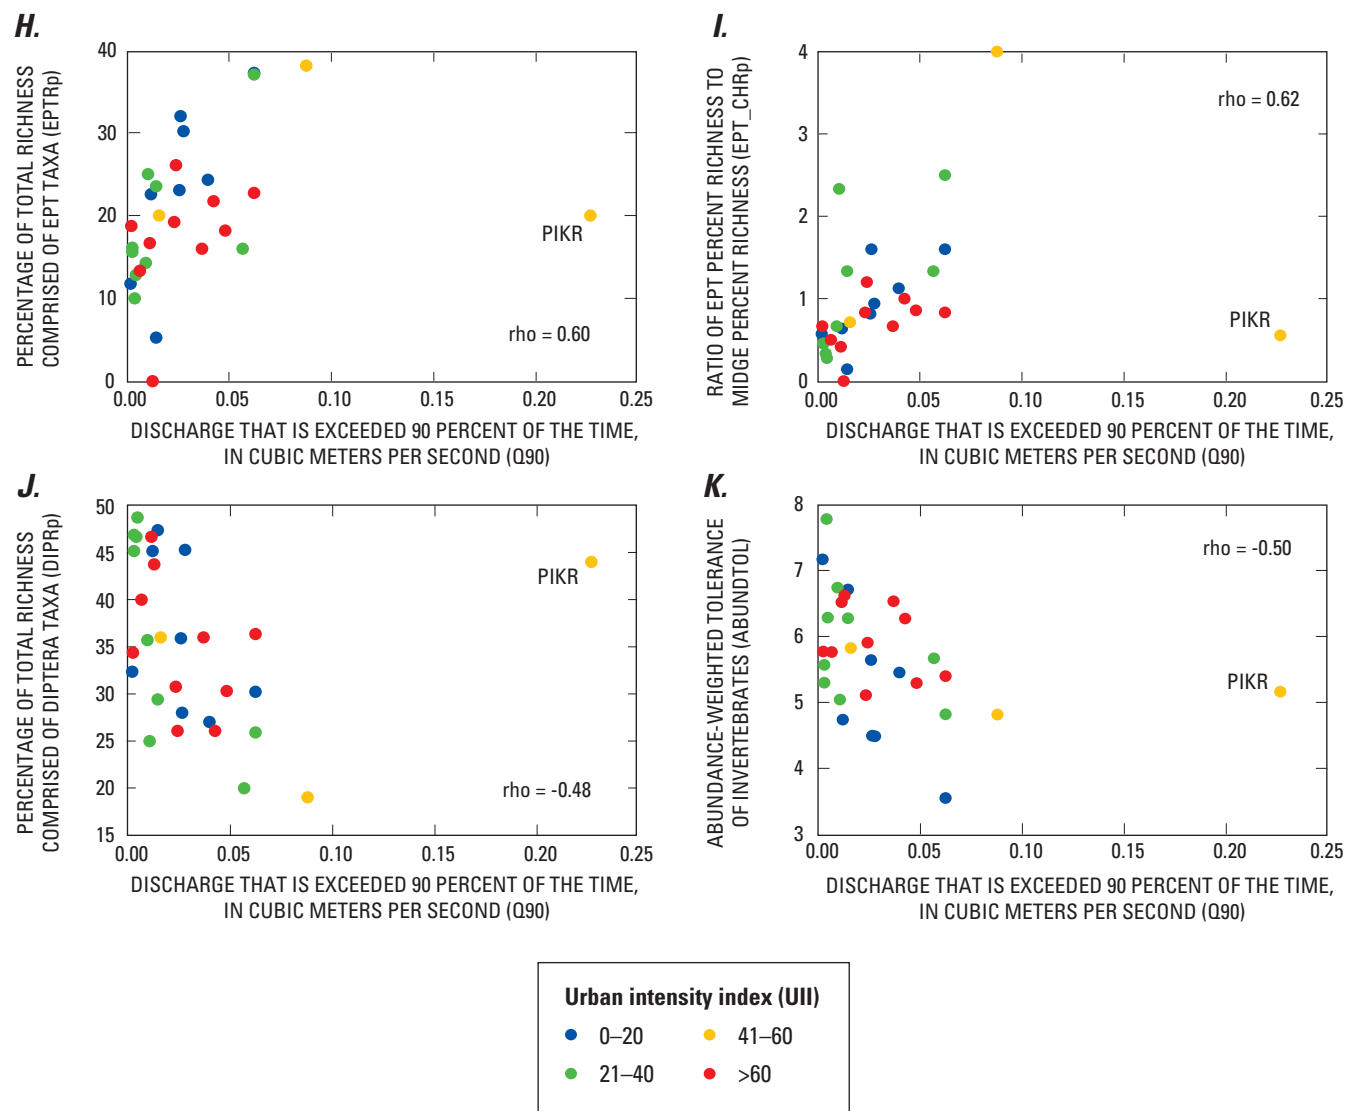 H.
PERCENTAGE OF TOTAL RICHNESS
COMPRISED OF EPT TAXA (EPTRp)
40
30
20
10
0
PIKR
rho = 0.60
0.00 0.05 0.10 0.15 0.20 0.25
DISCHARGE THAT IS EXCEEDED 90 PERCENT OF THE TIME,
IN CUBIC METERS PER SECOND (Q90)
I.
RATIO OF EPT PERCENT RICHNESS TO
MIDGE PERCENT RICHNESS (EPT_CHRp)
4
3
4
2
1
0
rho = 0.62
PIKR
0.00 0.05 0.10 0.15 0.20 0.25
DISCHARGE THAT IS EXCEEDED 90 PERCENT OF THE TIME,
IN CUBIC METERS PER SECOND (Q90)
J.
PERCENTAGE OF TOTAL RICHNESS
COMPRISED OF DIPTERA TAXA (DIPRp)
50
45
40
35
30
25
20
15
PIKR
rho = -0.48
0.00 0.05 0.10 0.15 0.20 0.25
DISCHARGE THAT IS EXCEEDED 90 PERCENT OF THE TIME,
IN CUBIC METERS PER SECOND (Q90)
K.
ABUNDANCE-WEIGHTED TOLERANCE
OF INVERTEBRATES (ABUNDTOL)
8
7
6
5
4
3
rho = -0.50
PIKR
0.00 0.05 0.10 0.15 0.20 0.25
DISCHARGE THAT IS EXCEEDED 90 PERCENT OF THE TIME,
IN CUBIC METERS PER SECOND (Q90)
Urban intensity index (UII)
0–20 41–60
21–40 >60